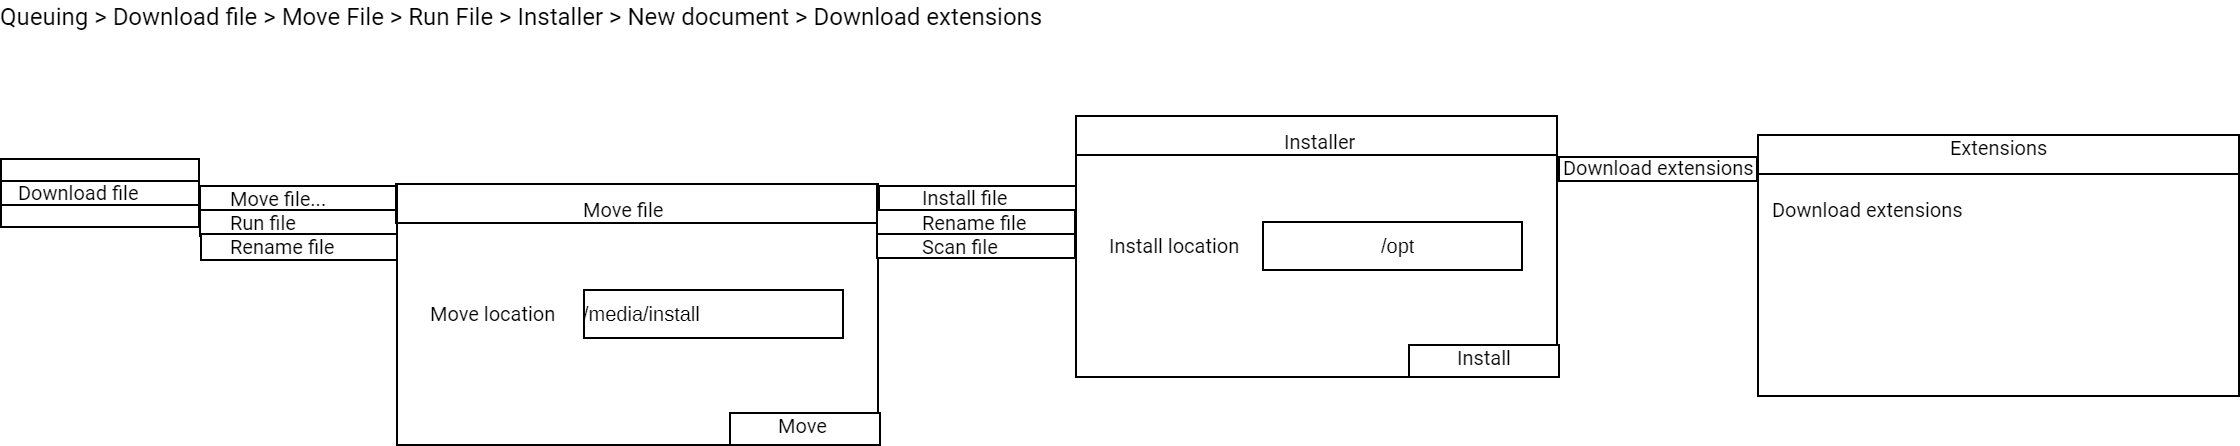 Queuing > Download file > Move File > Run File > Installer > New document > Download extensions
Download file
Move file...
Run file
Rename file
Move file
Move location
/media/install
Move
Install file
Rename file
Scan file
Installer
Install location
/opt
Install
Download extensions
Extensions
Download extensions